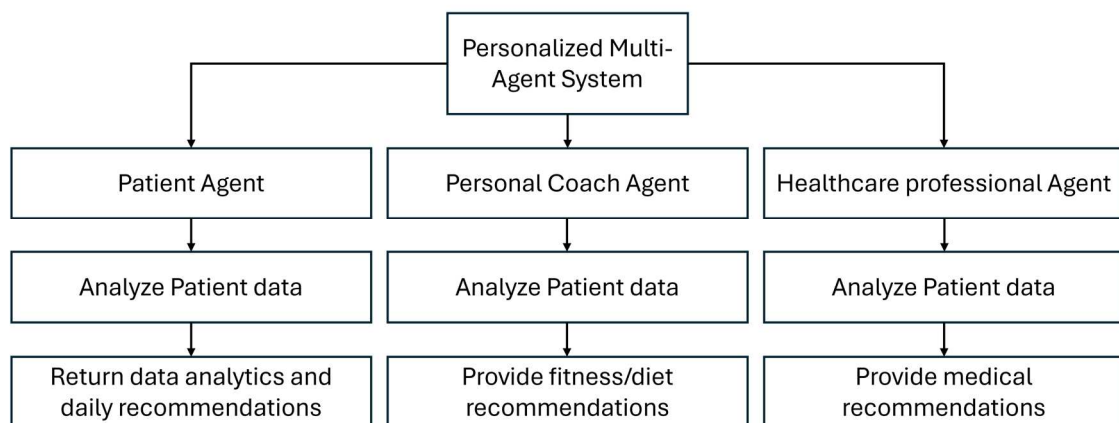 Personalized Multi-
Agent System
Patient Agent
Personal Coach Agent
Healthcare professional Agent
Analyze Patient data
Analyze Patient data
Analyze Patient data
Return data analytics and
daily recommendations
Provide fitness/diet
recommendations
Provide medical
recommendations